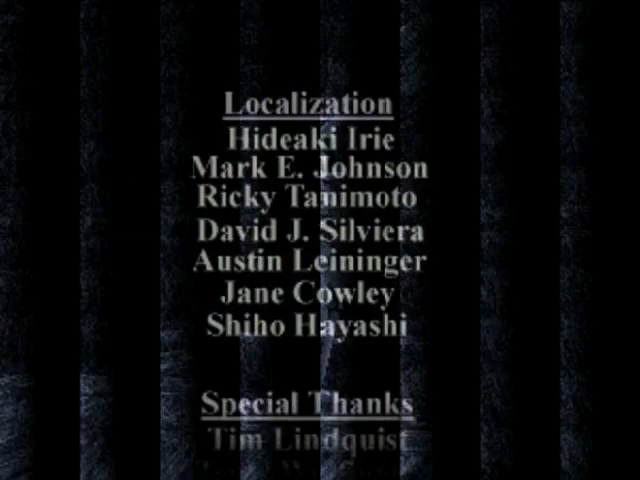 Localization
Hideaki Irie
Mark E. Johnson
Ricky Tanimoto
David J. Silviera
Austin Leininger
Jane Cowley
Shiho Hayashi
Special Thanks
Tim Lindquist